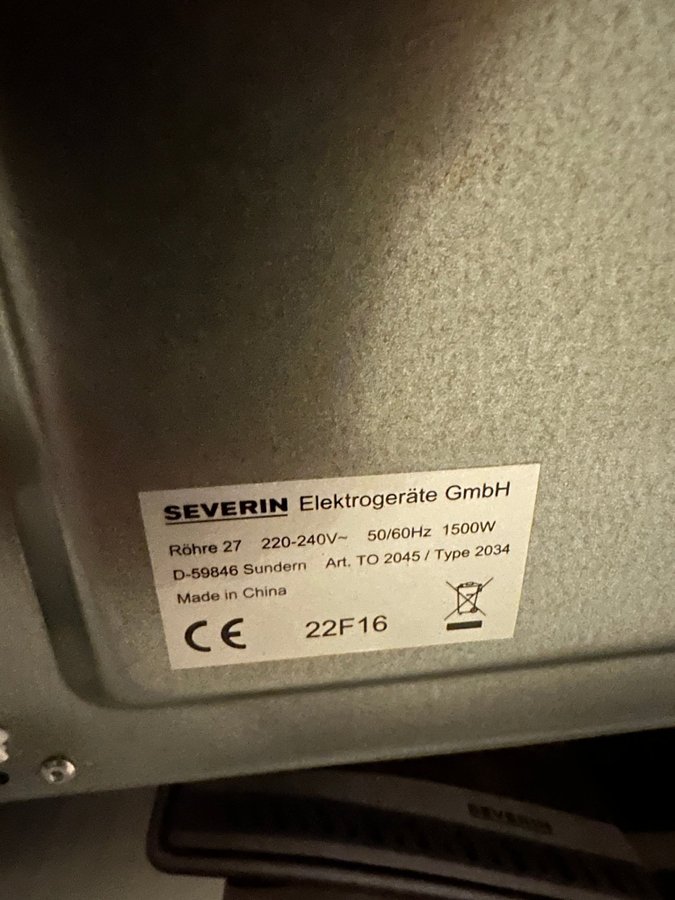 SEVERIN Elektrogeräte GmbH
Röhre 27 220-240V~ 50/60Hz 1500W
D-59846 Sundern Art. TO 2045 / Type 2034
Made in China
CE 22F16
SEVERIN